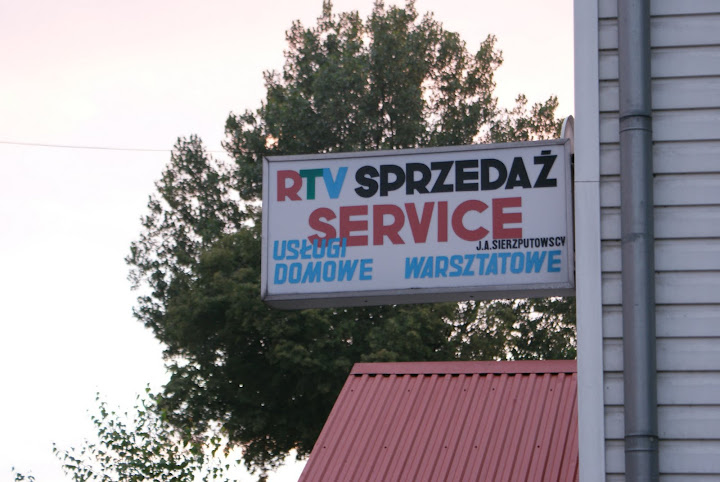 RTV SPRZEDAŻ
SERVICE
J.A.SIERZPUTOWSCY
USŁUGI
DOMOWE WARSZTATOWE